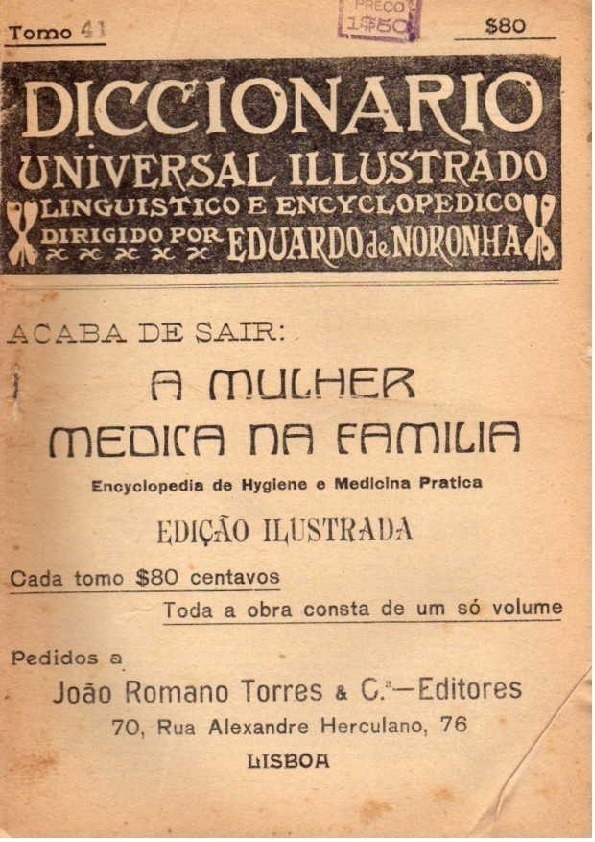 Tomo 41
PREÇO
1$50
$80
DICCIONARIO
UNIVERSAL ILLUSTRADO
LINGUISTICO E ENCYCLOPEDICO
DIRIGIDO POR EDUARDO de NORONHA
ACABA DE SAIR:
A MULHER
MEDICA NA FAMILIA
Encyclopedia de Hygiene e Medicina Pratica
EDIÇÃO ILUSTRADA
Cada tomo $80 centavos
Toda a obra consta de um só volume
Pedidos a
João Romano Torres & C.ª—Editores
70, Rua Alexandre Herculano, 76
LISBOA